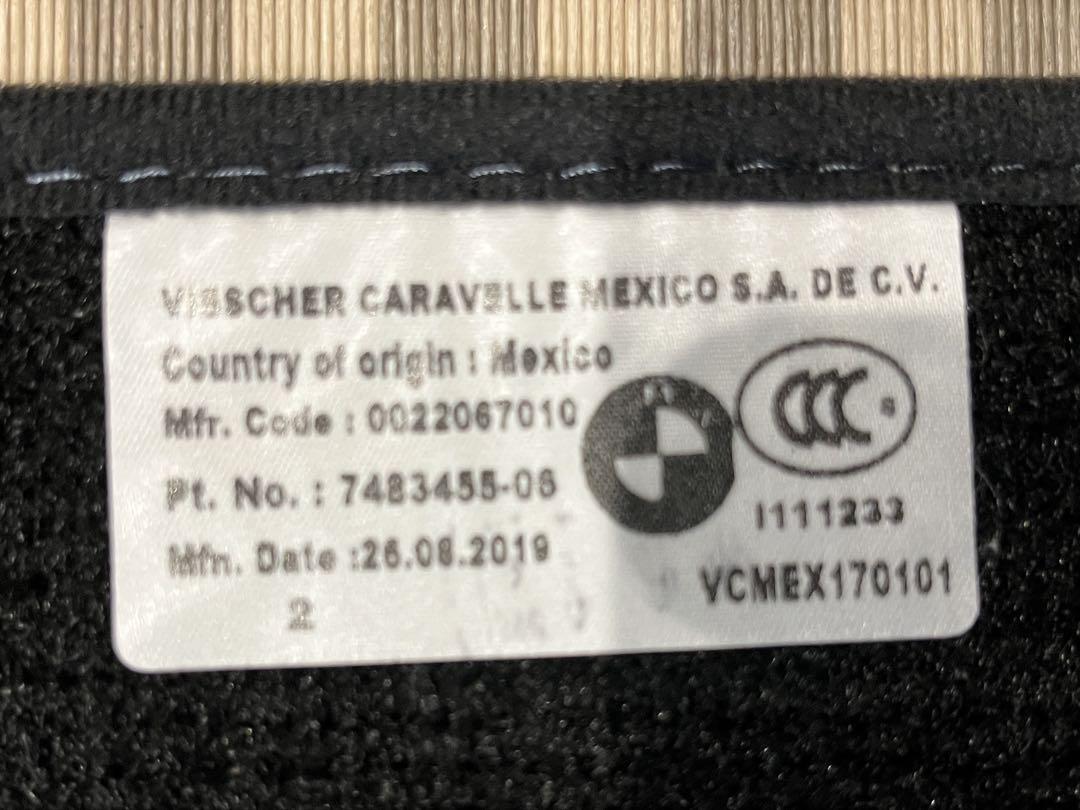 VISSCHER CARAVELLE MEXICO S.A. DE C.V.
Country of origin : Mexico
Mfr. Code : 0022067010
CCC S
Pt. No. : 7483455-06
I111233
Mfn. Date :26.08.2019
VCMEX170101
2